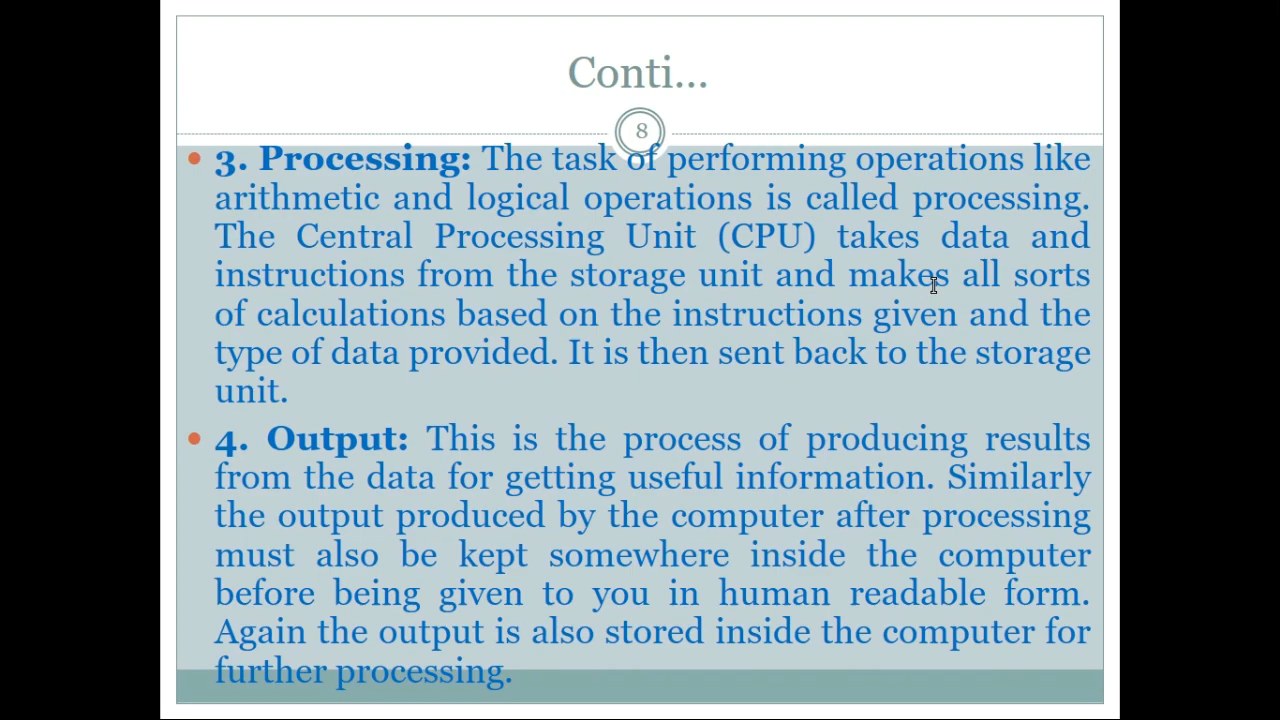 Conti...
8
• 3. Processing: The task of performing operations like
arithmetic and logical operations is called processing.
The Central Processing Unit (CPU) takes data and
instructions from the storage unit and makes all sorts
of calculations based on the instructions given and the
type of data provided. It is then sent back to the storage
unit.
• 4. Output: This is the process of producing results
from the data for getting useful information. Similarly
the output produced by the computer after processing
must also be kept somewhere inside the computer
before being given to you in human readable form.
Again the output is also stored inside the computer for
further processing.